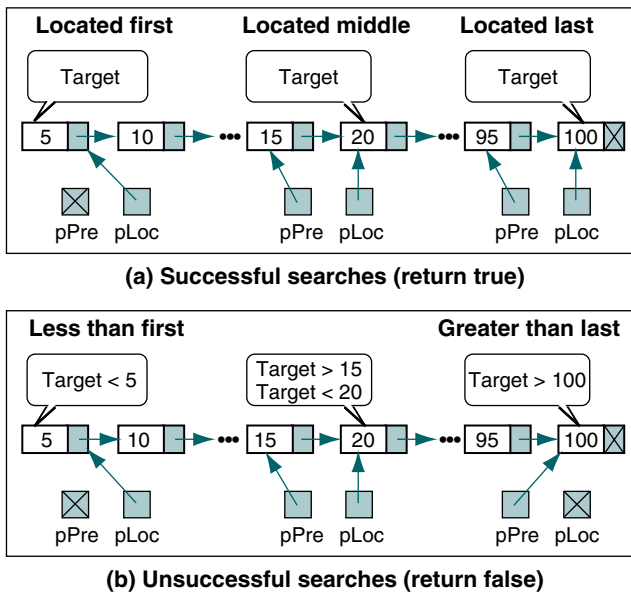 Located first Located middle Located last
Target Target Target
5 10 ••• 15 20 ••• 95 100
pPre pLoc pPre pLoc pPre pLoc
(a) Successful searches (return true)
Less than first Greater than last
Target < 5 Target > 15 Target > 100
Target < 20
5 10 ••• 15 20 ••• 95 100
pPre pLoc pPre pLoc pPre pLoc
(b) Unsuccessful searches (return false)